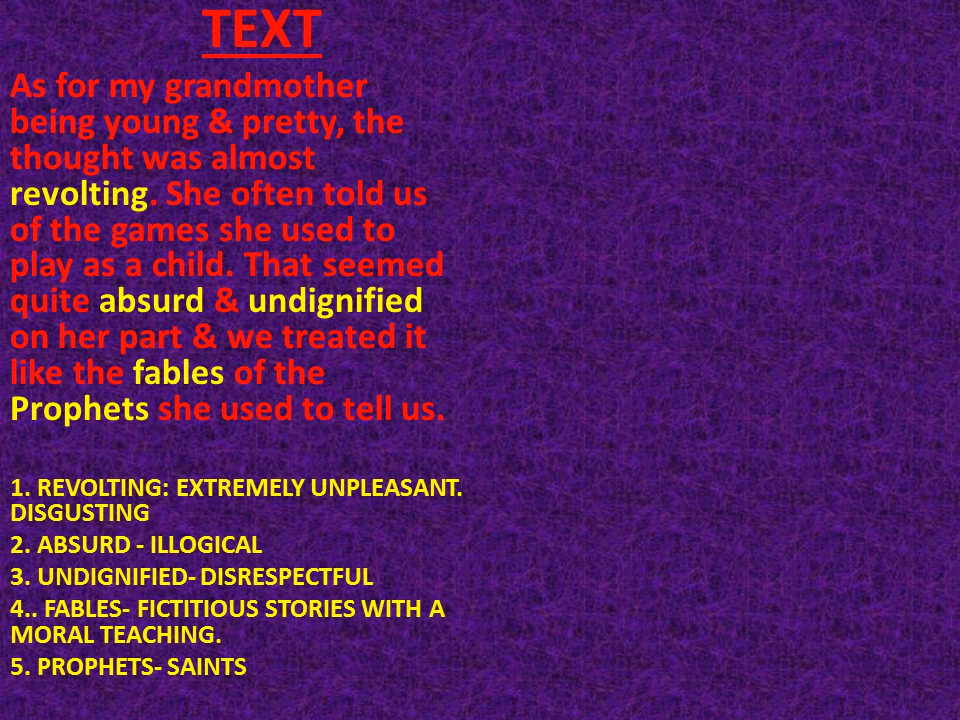 TEXT
As for my grandmother
being young & pretty, the
thought was almost
revolting. She often told us
of the games she used to
play as a child. That seemed
quite absurd & undignified
on her part & we treated it
like the fables of the
Prophets she used to tell us.
1. REVOLTING: EXTREMELY UNPLEASANT.
DISGUSTING
2. ABSURD - ILLOGICAL
3. UNDIGNIFIED- DISRESPECTFUL
4.. FABLES- FICTITIOUS STORIES WITH A
MORAL TEACHING.
5. PROPHETS- SAINTS